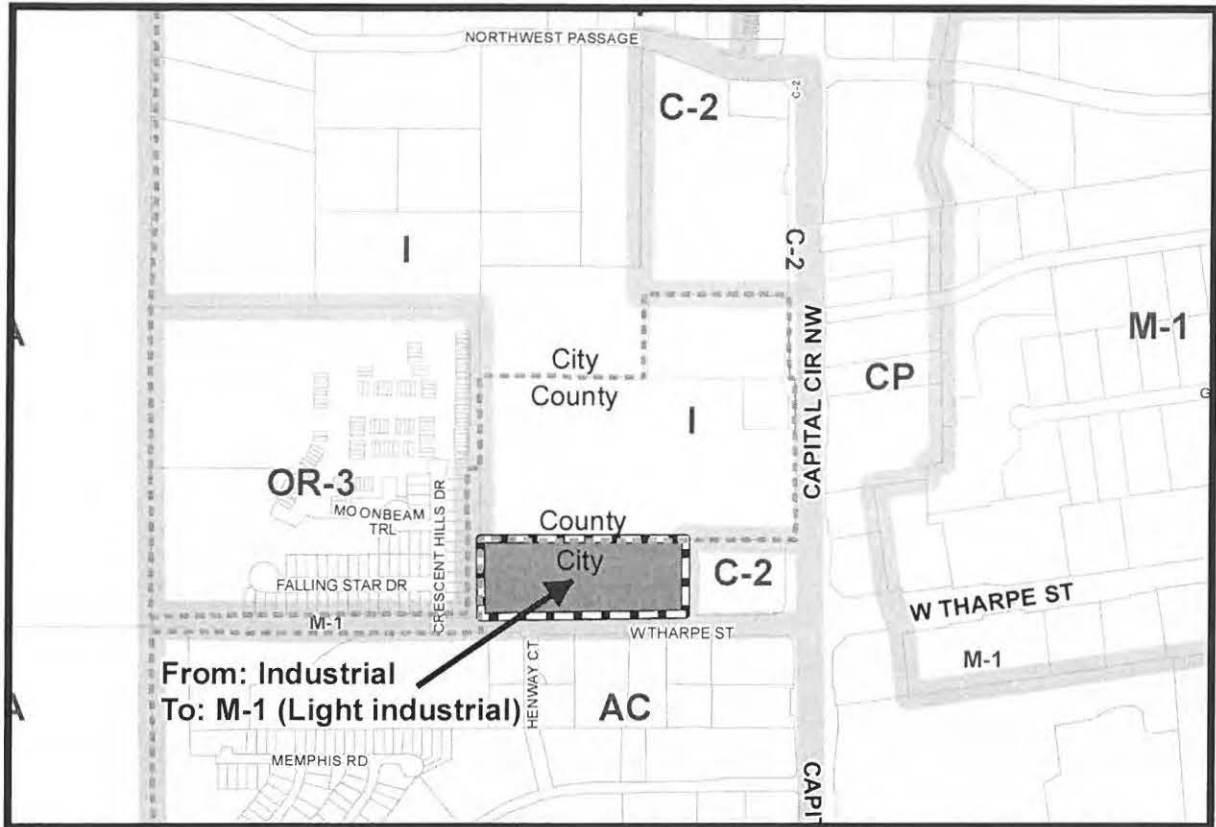 NORTHWEST PASSAGE
C-2
C-2
C-2
I
A
M-1
CAPITAL CIR NW
CP
City
County
I
G
OR-3
MOONBEAM
TRL
CRESCENT HILLS DR
County
City
C-2
FALLING STAR DR
W THARPE ST
M-1
W THARPE ST
M-1
From: Industrial
To: M-1 (Light industrial)
HENWAY CT
AC
A
MEMPHIS RD
CAPIT